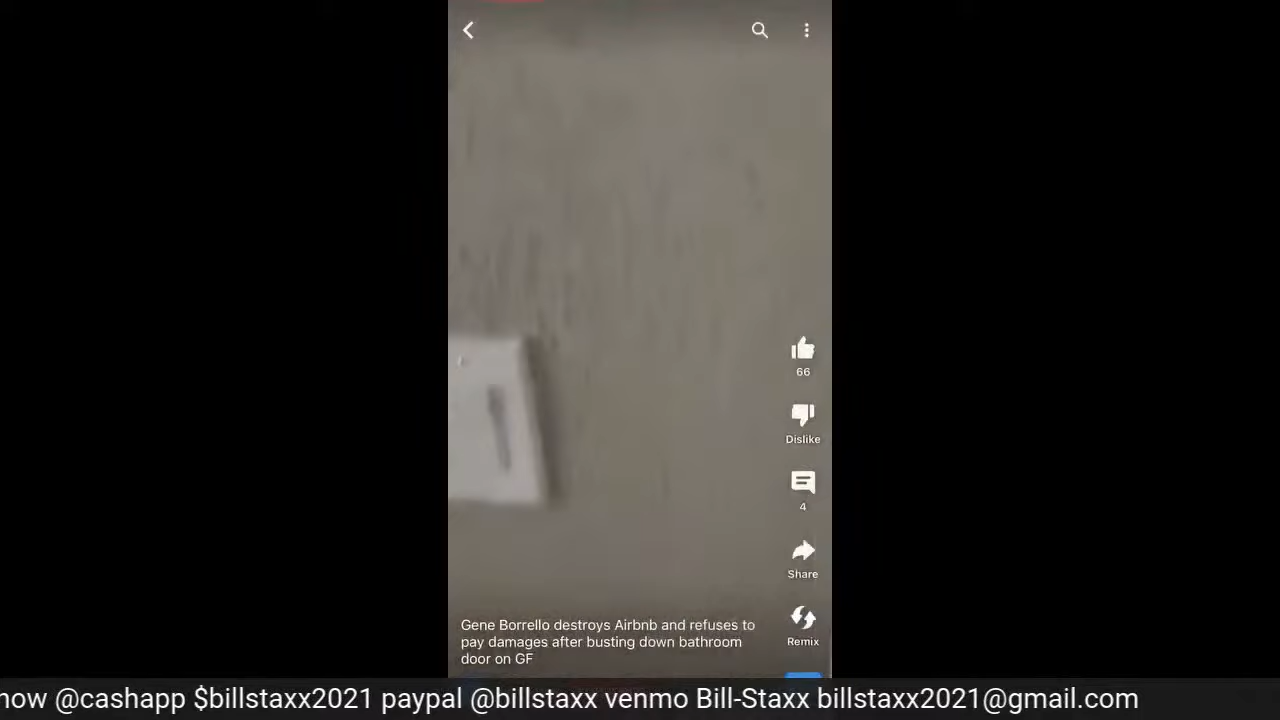 66
Dislike
4
Share
Remix
Gene Borrello destroys Airbnb and refuses to
pay damages after busting down bathroom
door on GF
now @cashapp $billstaxx2021 paypal @billstaxx venmo Bill-Staxx billstaxx2021@gmail.com